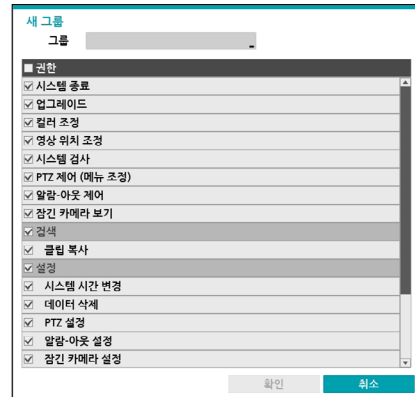 새 그룹
그룹
권한
시스템 종료
업그레이드
컬러 조정
영상 위치 조정
시스템 검사
PTZ 제어 (메뉴 조정)
알람-아웃 제어
잠긴 카메라 보기
검색
클립 복사
설정
시스템 시간 변경
데이터 삭제
PTZ 설정
알람-아웃 설정
잠긴 카메라 설정
확인 취소